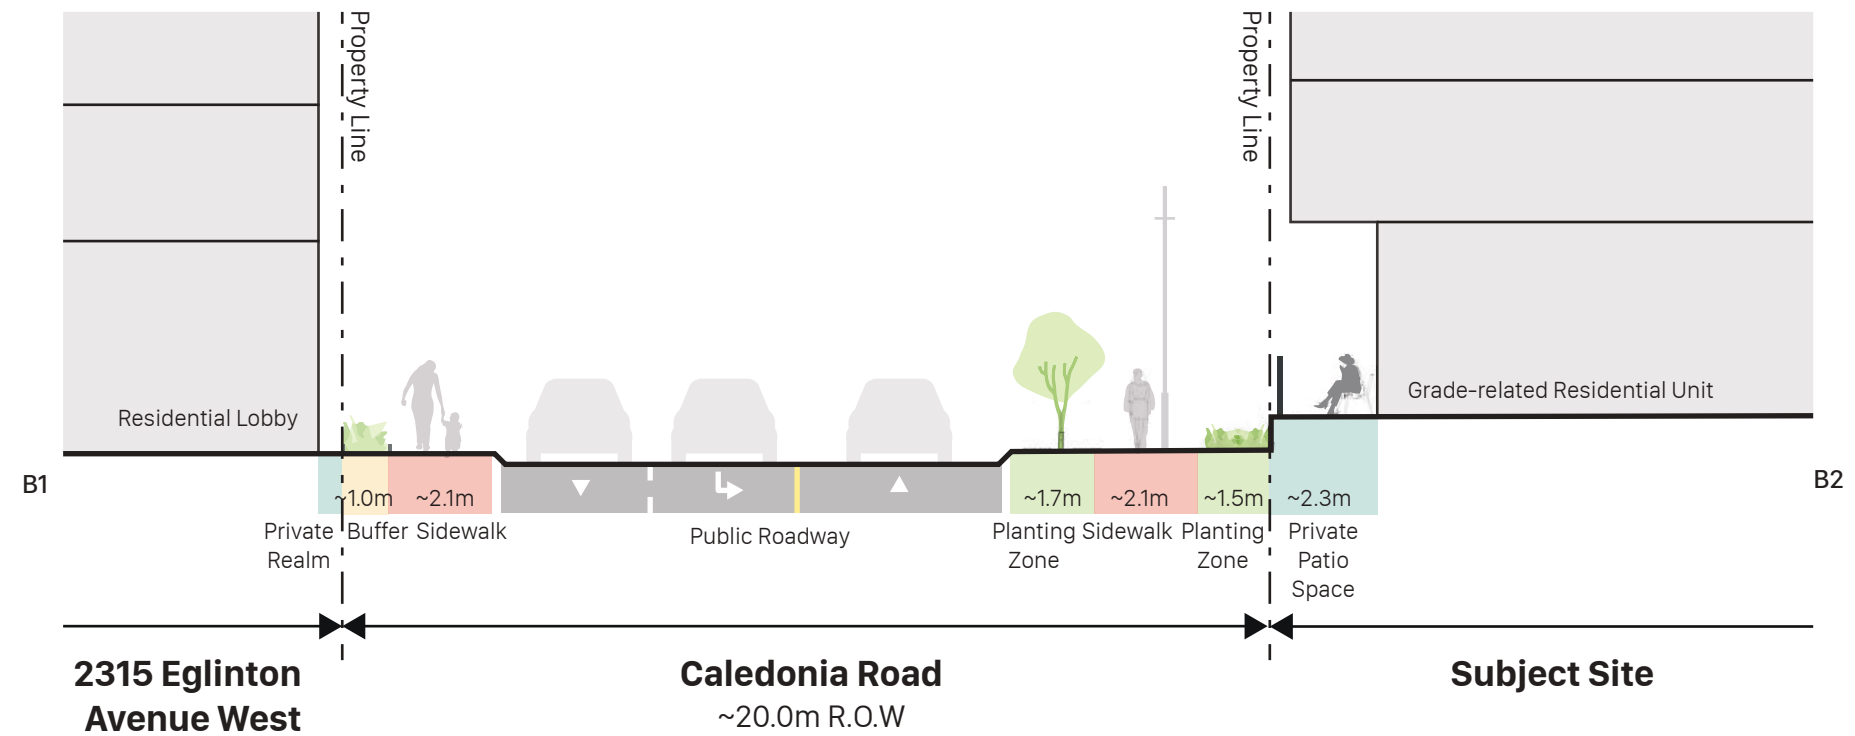 Property Line
Property Line
Residential Lobby
Grade-related Residential Unit
B1
B2
~1.0m
~2.1m
~1.7m
~2.1m
~1.5m
~2.3m
Private
Realm
Buffer
Sidewalk
Public Roadway
Planting
Zone
Sidewalk
Planting
Zone
Private
Patio
Space
2315 Eglinton
Avenue West
Caledonia Road
~20.0m R.O.W
Subject Site